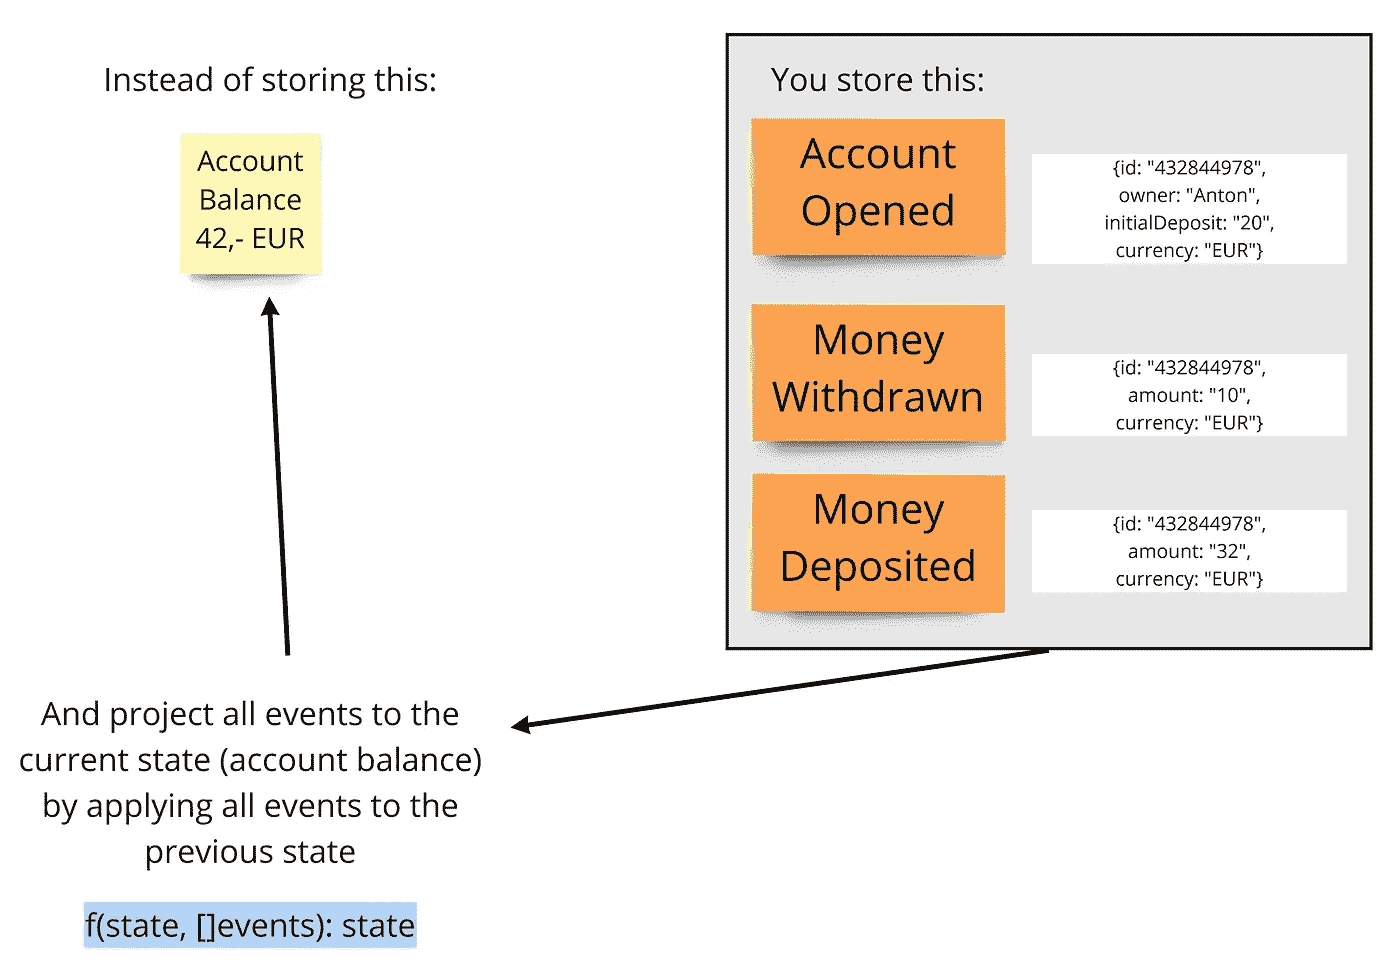 Instead of storing this:
Account
Balance
42,- EUR
You store this:
Account
Opened
{id: "432844978",
owner: "Anton",
initialDeposit: "20",
currency: "EUR"}
Money
Withdrawn
{id: "432844978",
amount: "10",
currency: "EUR"}
Money
Deposited
{id: "432844978",
amount: "32",
currency: "EUR"}
And project all events to the
current state (account balance)
by applying all events to the
previous state
f(state, []events): state